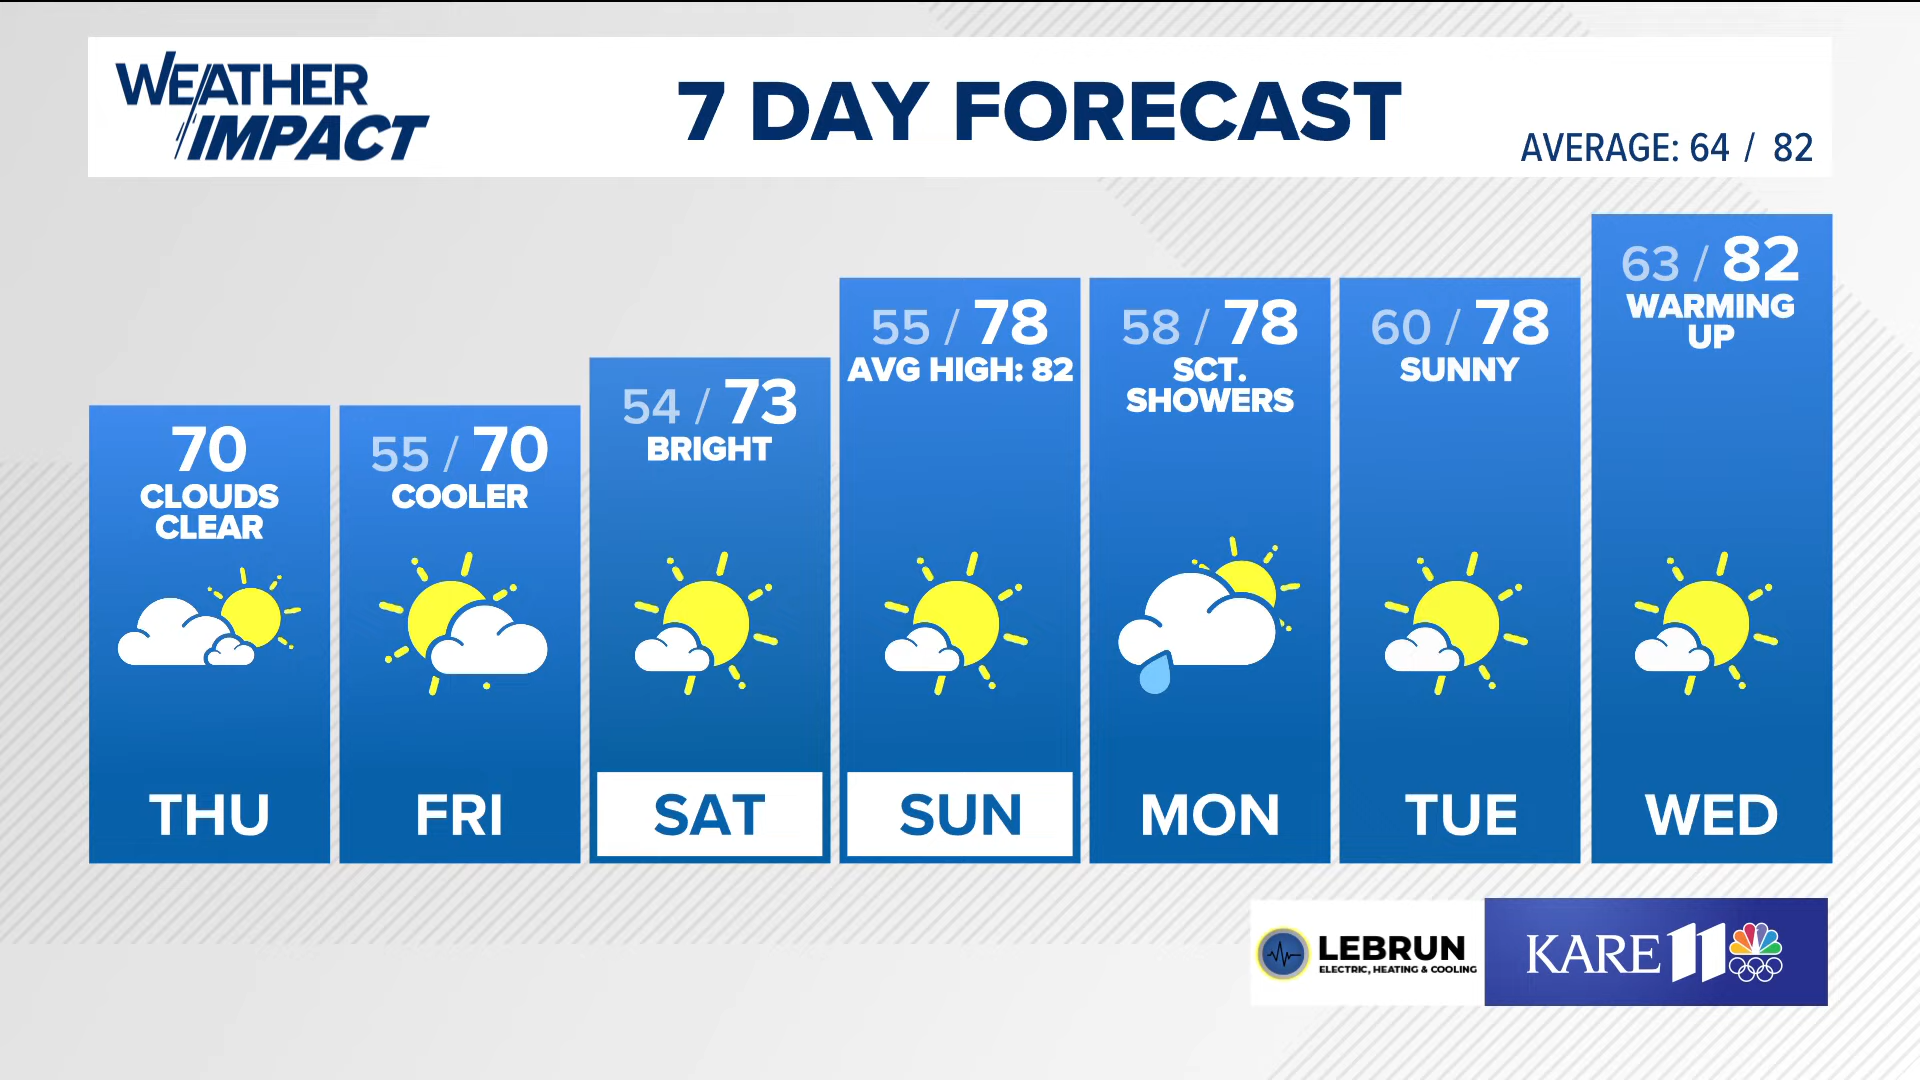 WEATHER
IMPACT
7 DAY FORECAST
AVERAGE: 64 / 82
70
CLOUDS
CLEAR
THU
55 / 70
COOLER
FRI
54 / 73
BRIGHT
SAT
55 / 78
AVG HIGH: 82
SUN
58 / 78
SCT.
SHOWERS
MON
60 / 78
SUNNY
TUE
63 / 82
WARMING
UP
WED
LEBRUN
ELECTRIC, HEATING & COOLING
KARE 11